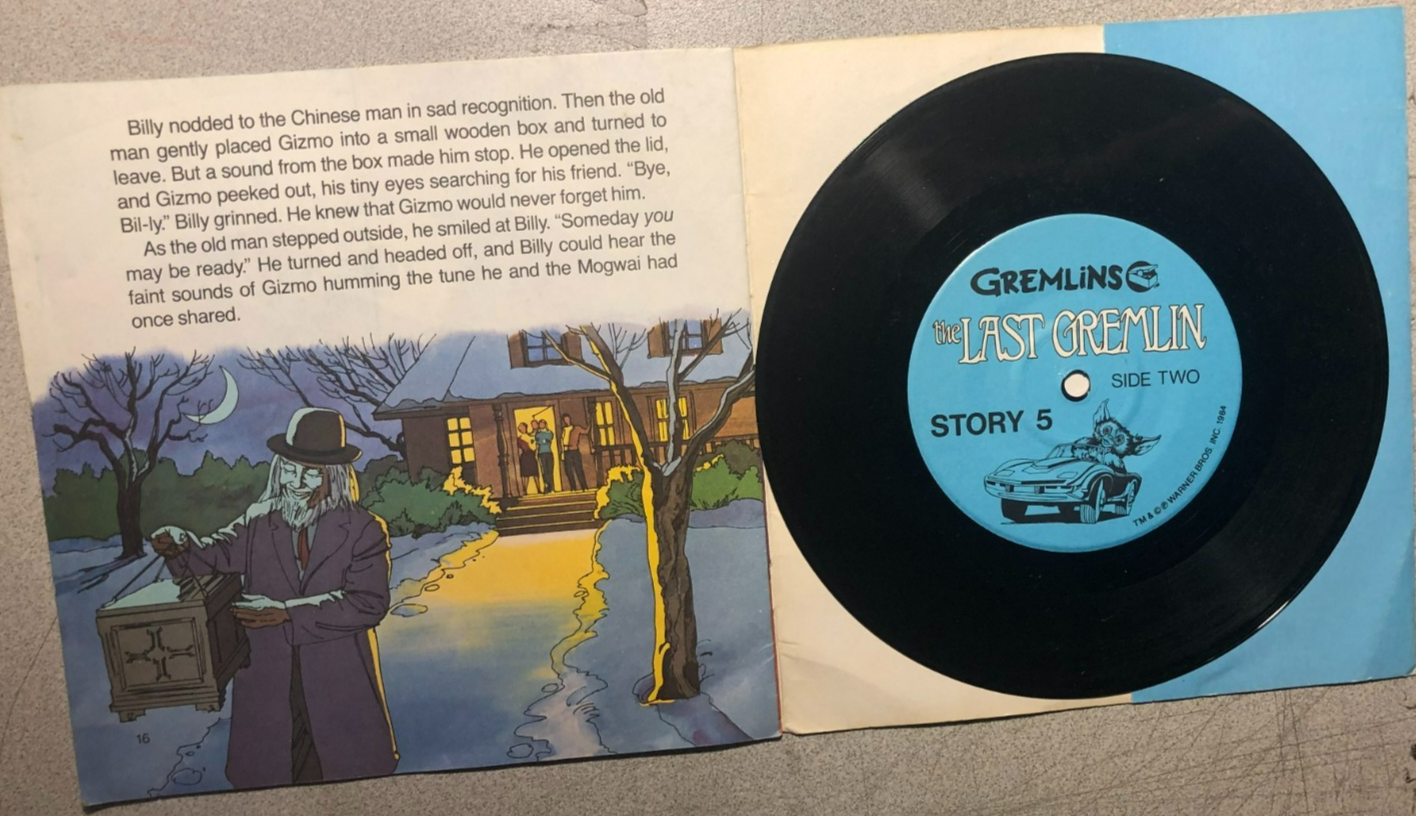 Billy nodded to the Chinese man in sad recognition. Then the old
man gently placed Gizmo into a small wooden box and turned to
leave. But a sound from the box made him stop. He opened the lid,
and Gizmo peeked out, his tiny eyes searching for his friend. “Bye,
Bil-ly.” Billy grinned. He knew that Gizmo would never forget him.
As the old man stepped outside, he smiled at Billy. “Someday you
may be ready.” He turned and headed off, and Billy could hear the
faint sounds of Gizmo humming the tune he and the Mogwai had
once shared.
16
GREMLiNS
the LAST GREMLIN
SIDE TWO
STORY 5
TM & © ℗ WARNER BROS. INC. 1984